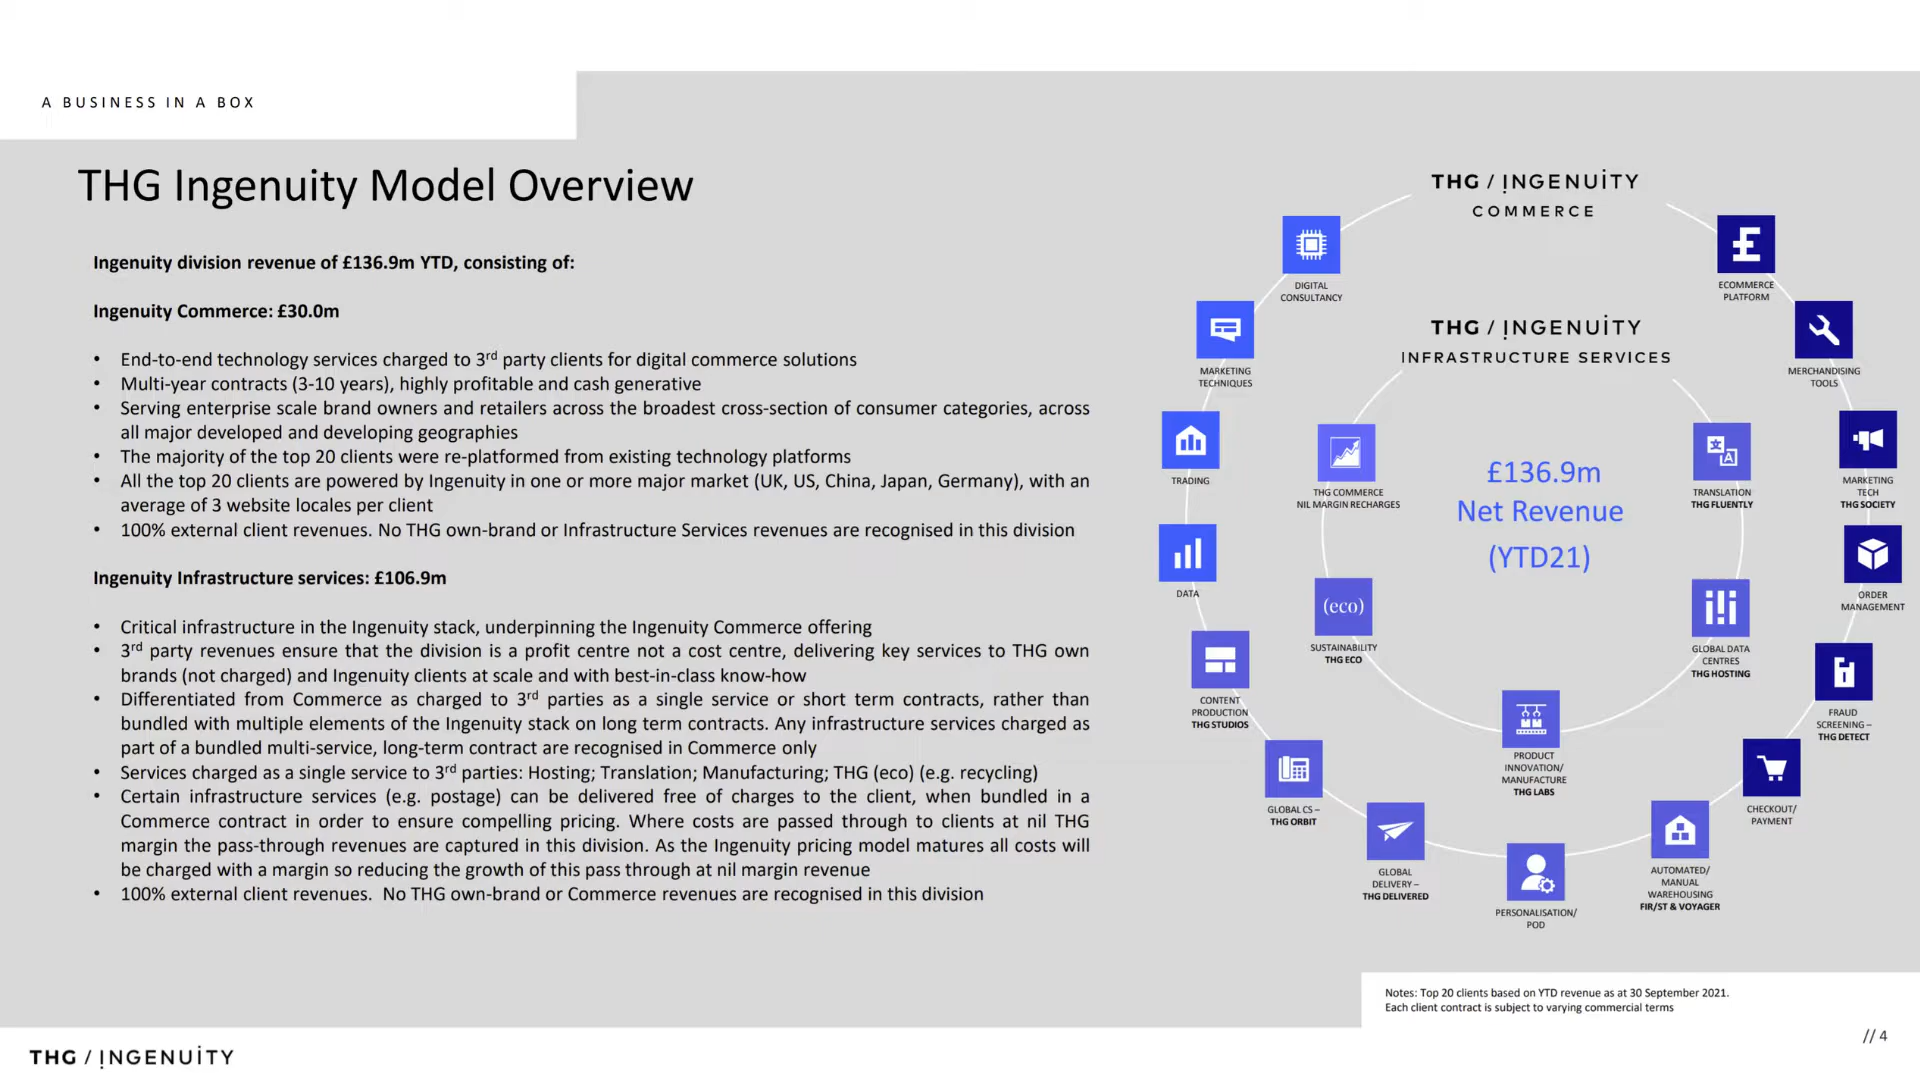 A BUSINESS IN A BOX
THG Ingenuity Model Overview
Ingenuity division revenue of £136.9m YTD, consisting of:
Ingenuity Commerce: £30.0m
• End-to-end technology services charged to 3rd party clients for digital commerce solutions
• Multi-year contracts (3-10 years), highly profitable and cash generative
• Serving enterprise scale brand owners and retailers across the broadest cross-section of consumer categories, across
all major developed and developing geographies
• The majority of the top 20 clients were re-platformed from existing technology platforms
• All the top 20 clients are powered by Ingenuity in one or more major market (UK, US, China, Japan, Germany), with an
average of 3 website locales per client
• 100% external client revenues. No THG own-brand or Infrastructure Services revenues are recognised in this division
Ingenuity Infrastructure services: £106.9m
• Critical infrastructure in the Ingenuity stack, underpinning the Ingenuity Commerce offering
• 3rd party revenues ensure that the division is a profit centre not a cost centre, delivering key services to THG own
brands (not charged) and Ingenuity clients at scale and with best-in-class know-how
• Differentiated from Commerce as charged to 3rd parties as a single service or short term contracts, rather than
bundled with multiple elements of the Ingenuity stack on long term contracts. Any infrastructure services charged as
part of a bundled multi-service, long-term contract are recognised in Commerce only
• Services charged as a single service to 3rd parties: Hosting; Translation; Manufacturing; THG (eco) (e.g. recycling)
• Certain infrastructure services (e.g. postage) can be delivered free of charges to the client, when bundled in a
Commerce contract in order to ensure compelling pricing. Where costs are passed through to clients at nil THG
margin the pass-through revenues are captured in this division. As the Ingenuity pricing model matures all costs will
be charged with a margin so reducing the growth of this pass through at nil margin revenue
• 100% external client revenues. No THG own-brand or Commerce revenues are recognised in this division
THG / INGENUITY
COMMERCE
DIGITAL
CONSULTANCY
£
ECOMMERCE
PLATFORM
MARKETING
TECHNIQUES
THG / INGENUITY
INFRASTRUCTURE SERVICES
MERCHANDISING
TOOLS
TRADING
THG COMMERCE
NIL MARGIN RECHARGES
£136.9m
Net Revenue
(YTD21)
文
A
TRANSLATION
THG FLUENTLY
MARKETING
TECH
THG SOCIETY
DATA
(eco)
SUSTAINABILITY
THG ECO
GLOBAL DATA
CENTRES
THG HOSTING
ORDER
MANAGEMENT
CONTENT
PRODUCTION
THG STUDIOS
PRODUCT
INNOVATION/
MANUFACTURE
THG LABS
FRAUD
SCREENING –
THG DETECT
GLOBAL CS –
THG ORBIT
GLOBAL
DELIVERY –
THG DELIVERED
PERSONALISATION/
POD
AUTOMATED/
MANUAL
WAREHOUSING
FIR/ST & VOYAGER
CHECKOUT/
PAYMENT
Notes: Top 20 clients based on YTD revenue as at 30 September 2021.
Each client contract is subject to varying commercial terms
// 4
THG / INGENUITY